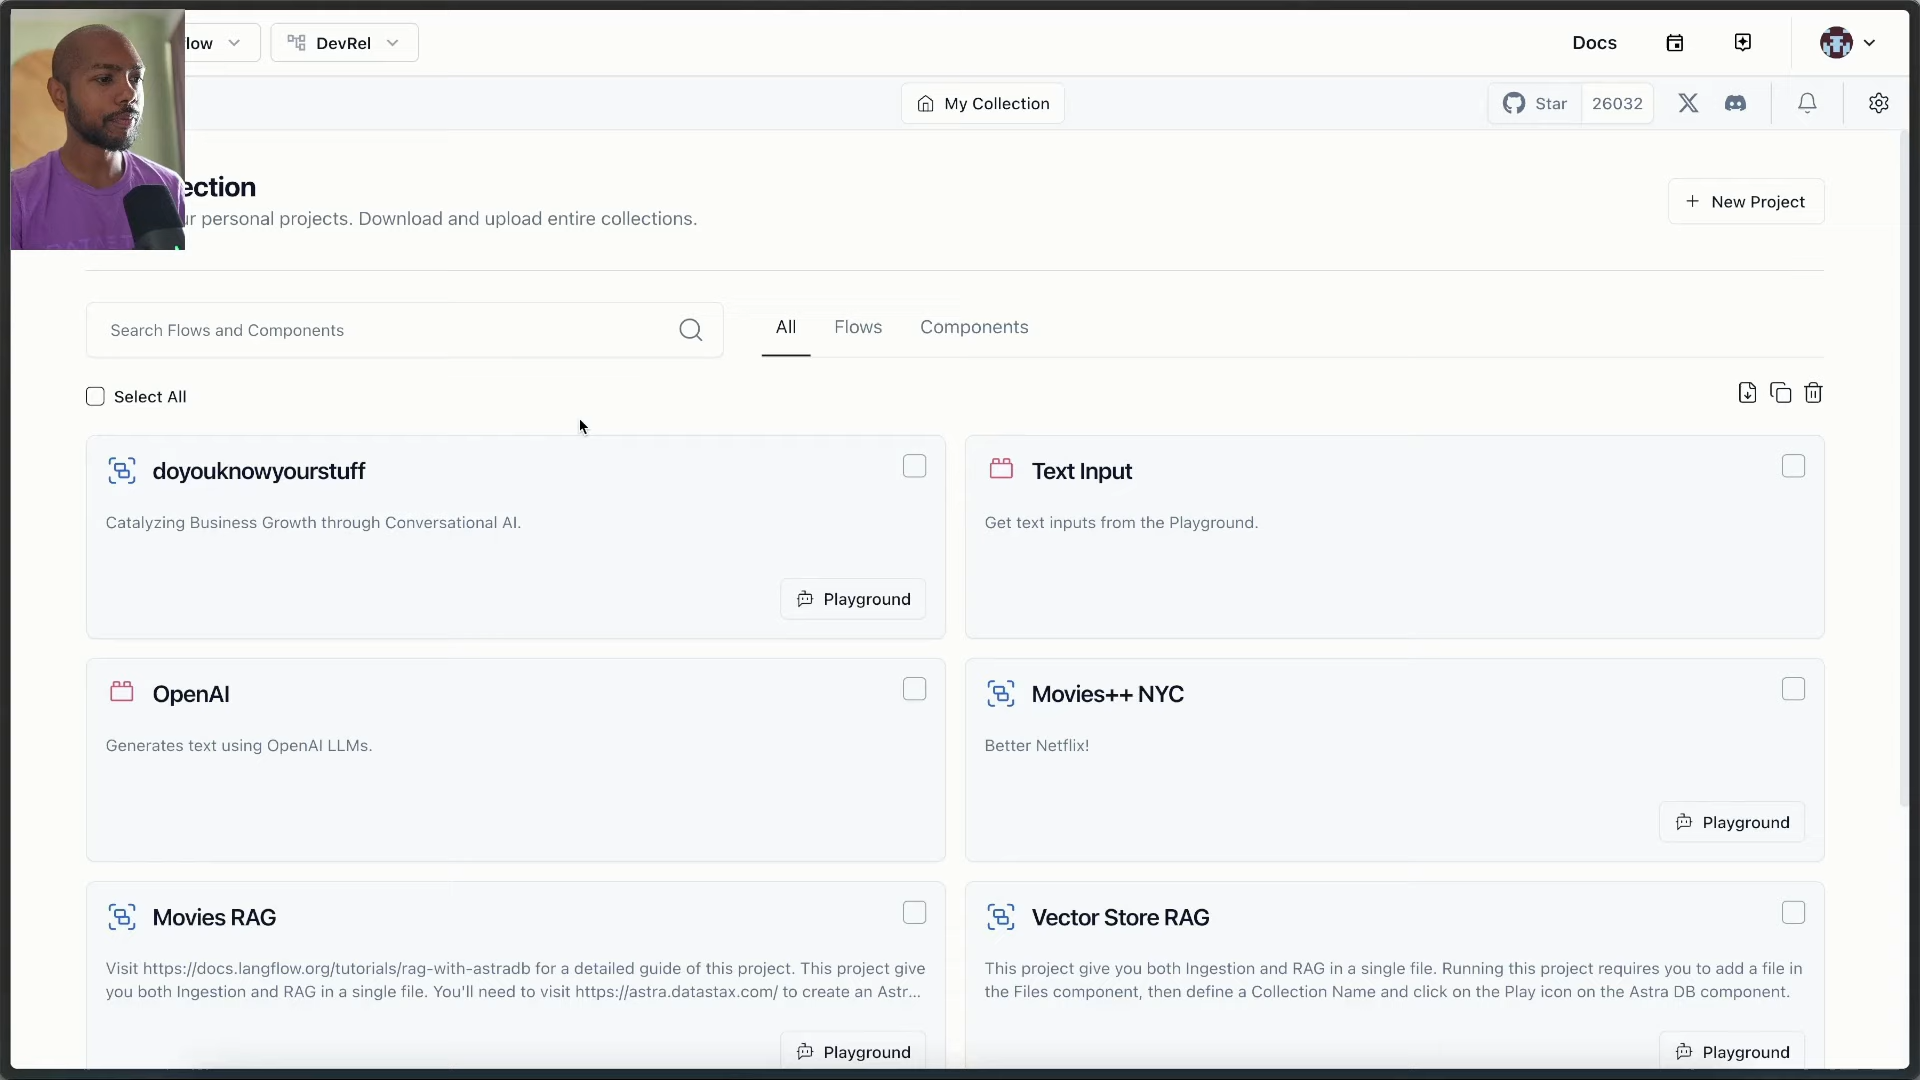 low
DevRel
Docs
My Collection
Star
26032
ection
r personal projects. Download and upload entire collections.
New Project
Search Flows and Components
All
Flows
Components
Select All
doyouknowyourstuff
Catalyzing Business Growth through Conversational AI.
Playground
Text Input
Get text inputs from the Playground.
OpenAI
Generates text using OpenAI LLMs.
Movies++ NYC
Better Netflix!
Playground
Movies RAG
Visit https://docs.langflow.org/tutorials/rag-with-astradb for a detailed guide of this project. This project give
you both Ingestion and RAG in a single file. You'll need to visit https://astra.datastax.com/ to create an Astr...
Playground
Vector Store RAG
This project give you both Ingestion and RAG in a single file. Running this project requires you to add a file in
the Files component, then define a Collection Name and click on the Play icon on the Astra DB component.
Playground